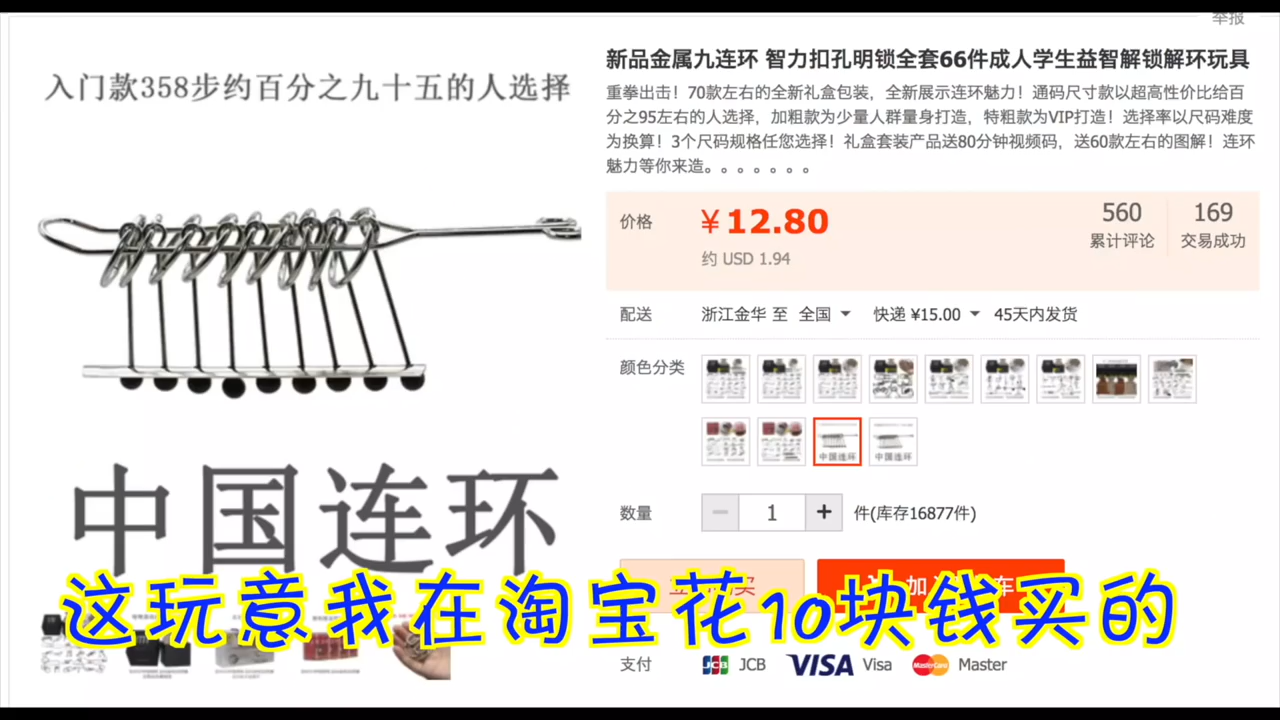 举报
新品金属九连环 智力扣孔明锁全套66件成人学生益智解锁解环玩具
入门款358步约百分之九十五的人选择
重拳出击！70款左右的全新礼盒包装，全新展示连环魅力！通码尺寸款以超高性价比给百
分之95左右的人选择，加粗款为少量人群量身打造，特粗款为VIP打造！选择率以尺码难度
为换算！3个尺码规格任您选择！礼盒套装产品送80分钟视频码，送60款左右的图解！连环
魅力等你来造。。。。。。。
价格
￥12.80
约 USD 1.94
560
累计评论
169
交易成功
配送
浙江金华 至 全国
快递 ¥15.00
45天内发货
颜色分类
中国连环
中国连环
数量
1
件(库存16877件)
中国连环
这玩意我在淘宝花10块钱买的
支付
JCB
JCB
VISA
Visa
MasterCard
Master